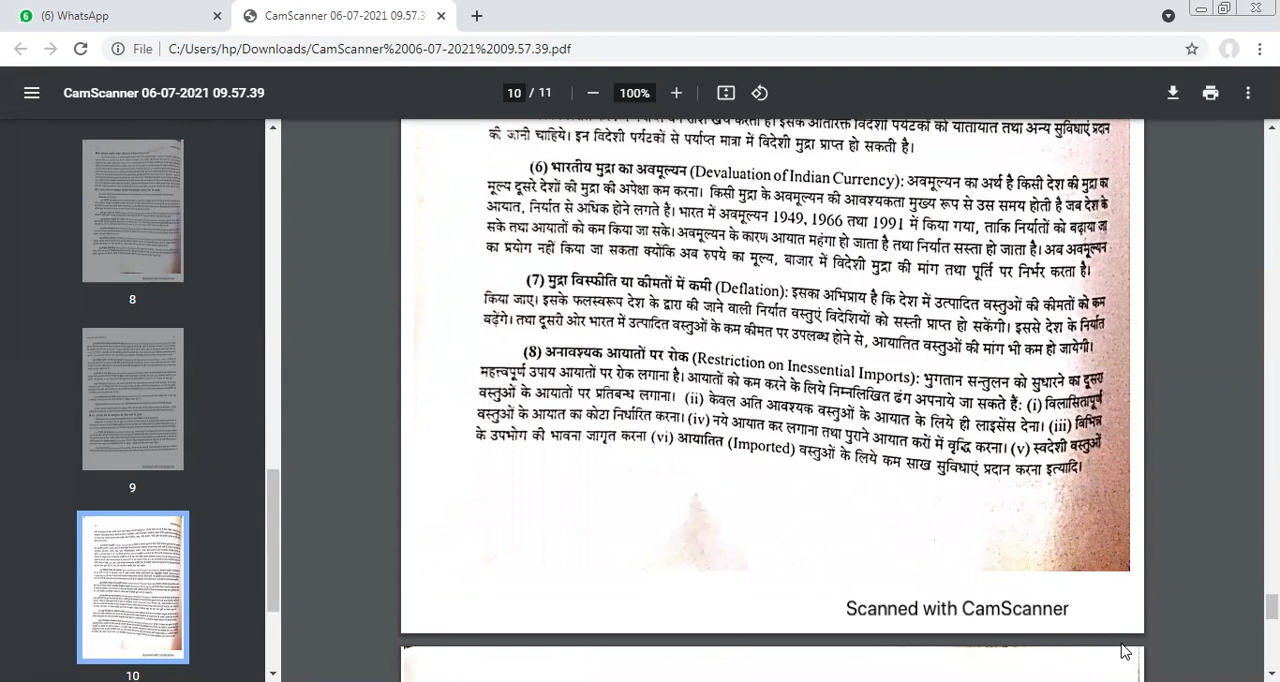 (6) WhatsApp
CamScanner 06-07-2021 09.57.3
File C:/Users/hp/Downloads/CamScanner%2006-07-2021%2009.57.39.pdf
CamScanner 06-07-2021 09.57.39
10 / 11
100%
8
9
10
की जानी चाहिये। इन विदेशी पर्यटकों से पर्याप्त मात्रा में विदेशी मुद्रा प्राप्त हो सकती है।
(6) भारतीय मुद्रा का अवमूल्यन (Devaluation of Indian Currency): अवमूल्यन का अर्थ है किसी देश की मुद्रा का
मूल्य दूसरे देशों की मुद्रा की अपेक्षा कम करना। किसी मुद्रा के अवमूल्यन की आवश्यकता मुख्य रूप से उस समय होती है जब देश के
आयात, निर्यात से अधिक होने लगते है। भारत में अवमूल्यन 1949, 1966 तथा 1991 में किया गया, ताकि निर्यातों को बढ़ाया जा
सके तथा आयातों को कम किया जा सके। अवमूल्यन के कारण आयात महंगा हो जाता है तथा निर्यात सस्ता हो जाता है। अब अवमूल्यन
का प्रयोग नहीं किया जा सकता क्योंकि अब रुपये का मूल्य, बाजार में विदेशी मुद्रा की मांग तथा पूर्ति पर निर्भर करता है।
(7) मुद्रा विस्फीति या कीमतों में कमी (Deflation): इसका अभिप्राय है कि देश में उत्पादित वस्तुओं की कीमतों को कम
किया जाए। इसके फलस्वरूप देश के द्वारा की जाने वाली निर्यात वस्तुएं विदेशियों को सस्ती प्राप्त हो सकेंगी। इससे देश के निर्यात
बढ़ेगे। तथा दूसरी ओर भारत में उत्पादित वस्तुओं के कम कीमत पर उपलब्ध होने से, आयातित वस्तुओं की मांग भी कम हो जायेगी।
(8) अनावश्यक आयातों पर रोक (Restriction on Inessential Imports): भुगतान सन्तुलन को सुधारने का दूसरा
महत्त्वपूर्ण उपाय आयातों पर रोक लगाना है। आयातों को कम करने के लिये निम्नलिखित ढंग अपनाये जा सकते हैं: (i) विलासितापूर्ण
वस्तुओं के आयातों पर प्रतिबन्ध लगाना। (ii) केवल अति आवश्यक वस्तुओं के आयात के लिये ही लाइसेंस देना। (iii) विभिन्न
वस्तुओं के आयात का कोटा निर्धारित करना। (iv) नये आयात कर लगाना तथा पुराने आयात करों में वृद्धि करना। (v) स्वदेशी वस्तुओं
के उपयोग की भावना जागृत करना (vi) आयातित (Imported) वस्तुओं के लिये कम साख सुविधाएं प्रदान करना इत्यादि।
Scanned with CamScanner